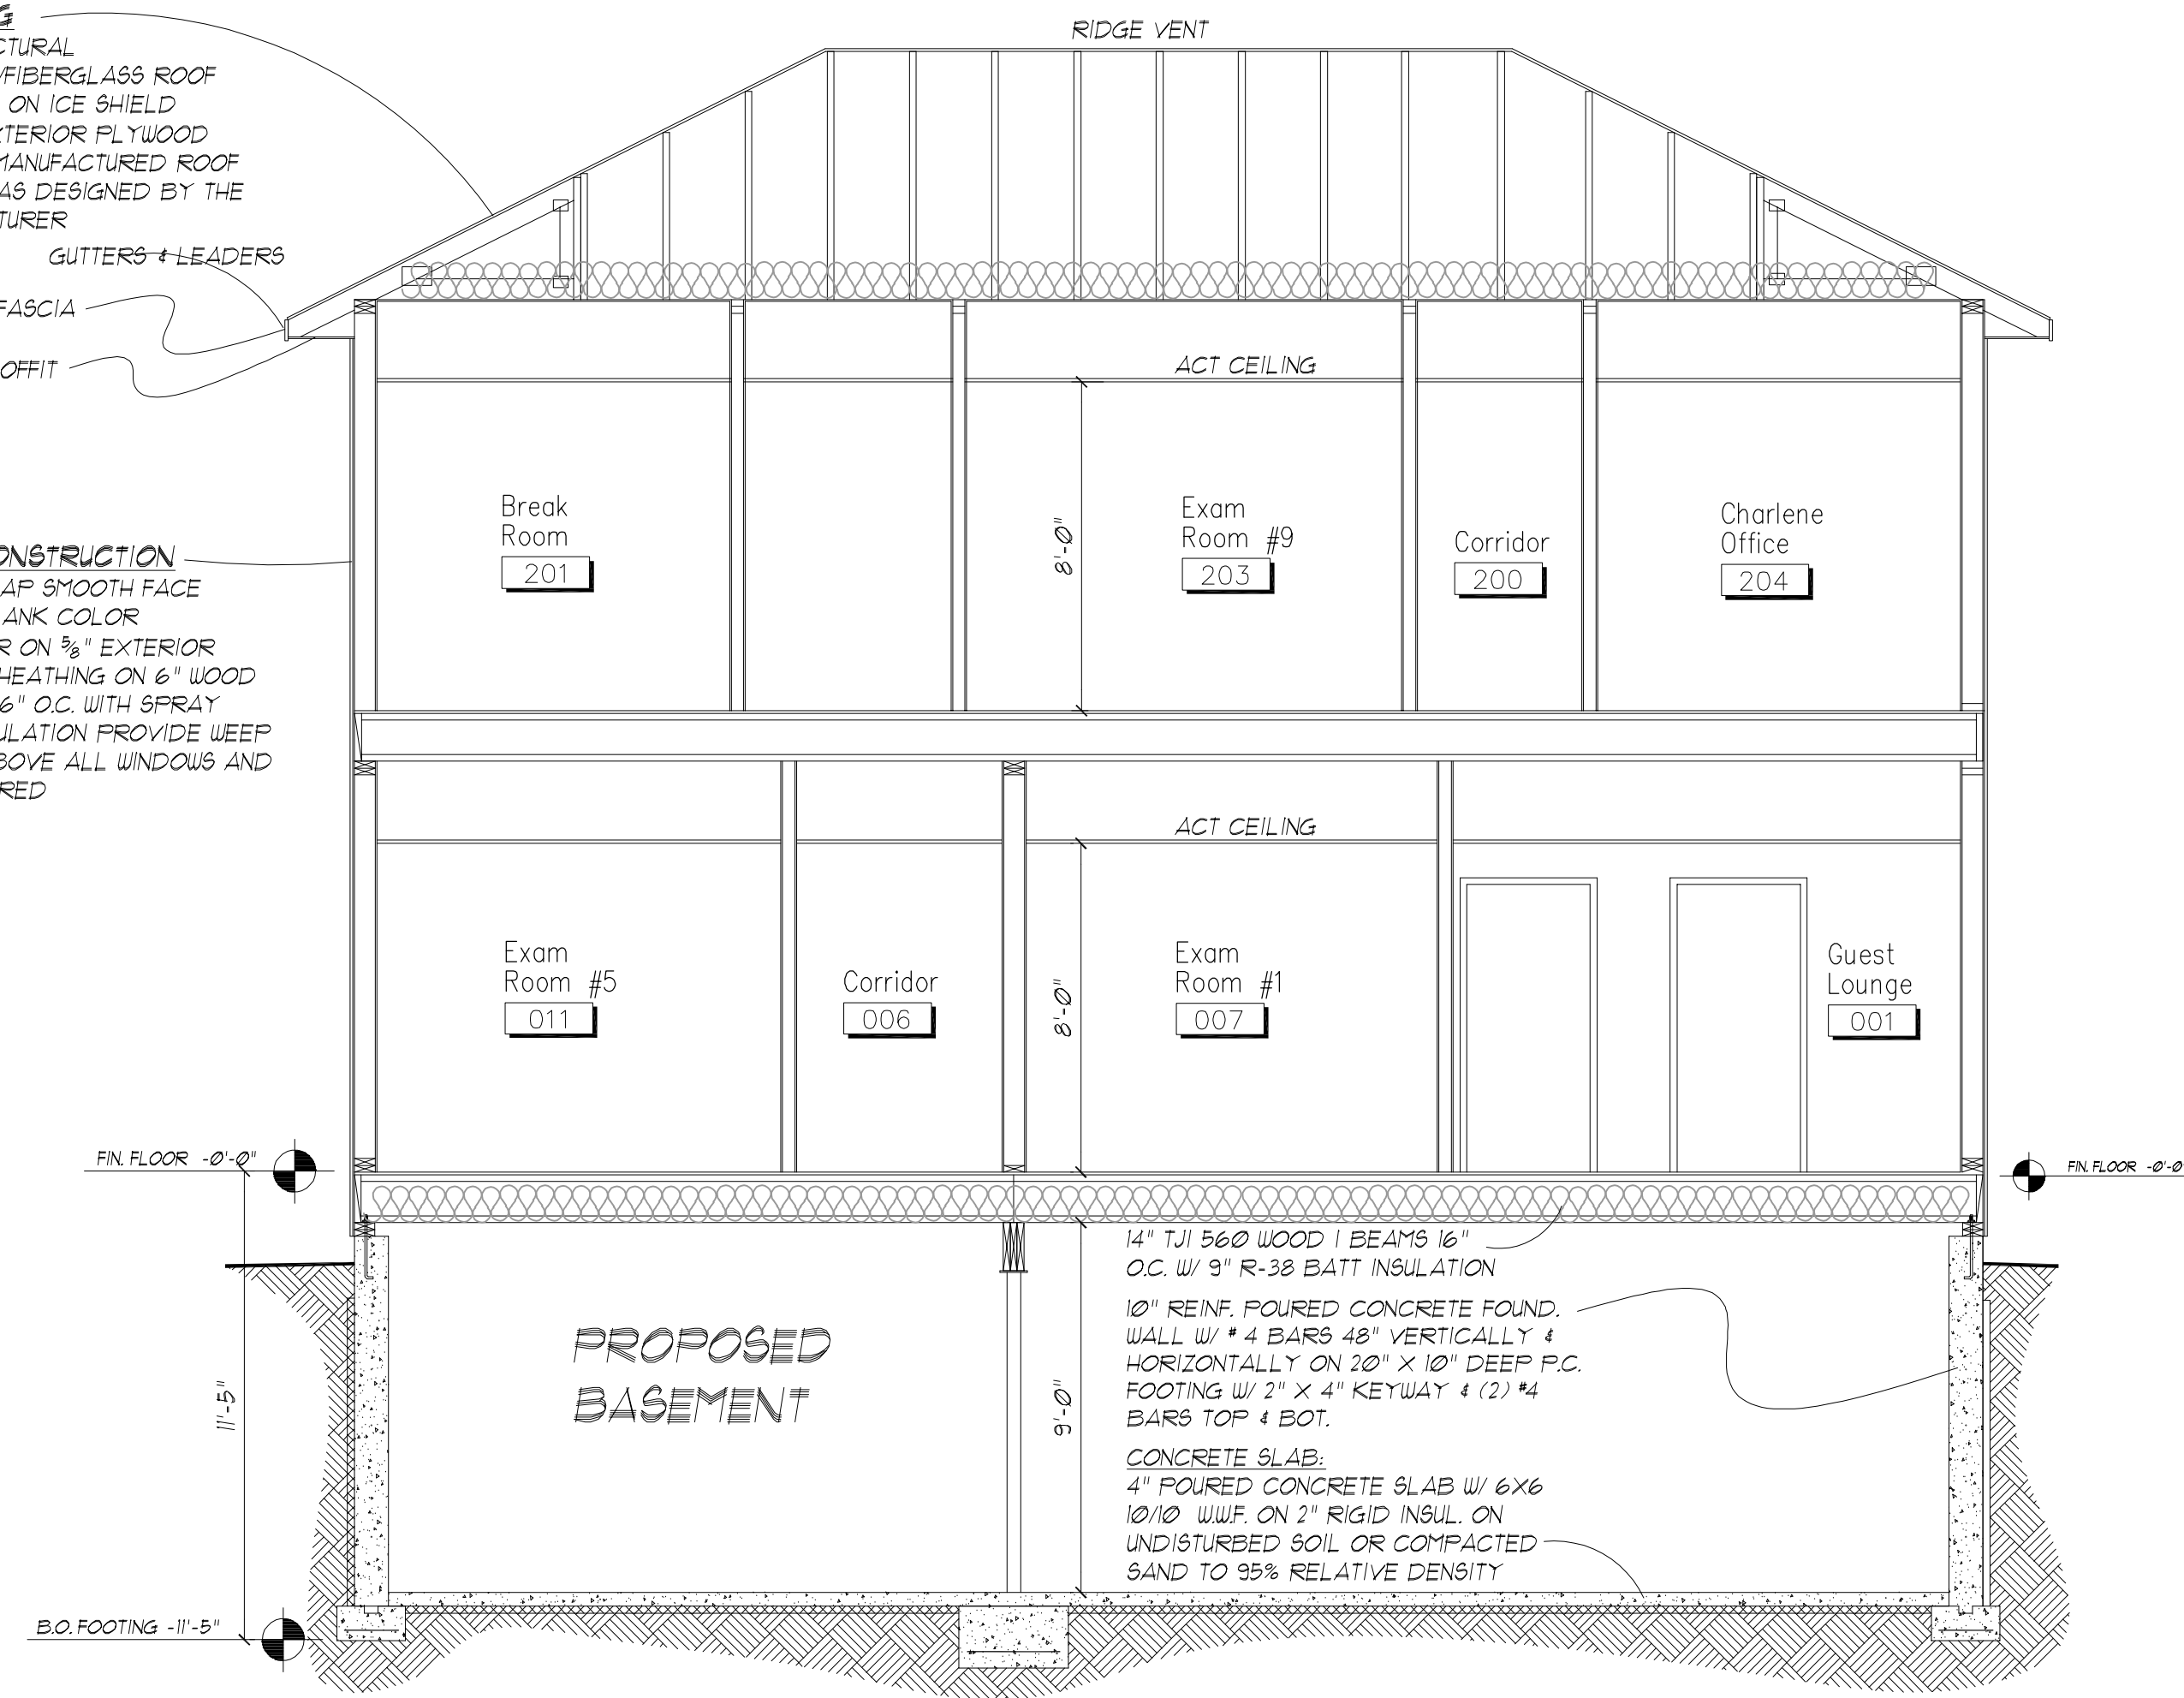 RIDGE VENT
G
CTURAL
/FIBERGLASS ROOF
ON ICE SHIELD
XTERIOR PLYWOOD
MANUFACTURED ROOF
AS DESIGNED BY THE
TURER
GUTTERS & LEADERS
FASCIA
OFFIT
ACT CEILING
8'-0"
Break
Room
201
Exam
Room #9
203
Corridor
200
Charlene
Office
204
ONSTRUCTION
AP SMOOTH FACE
ANK COLOR
R ON 5/8" EXTERIOR
HEATHING ON 6" WOOD
6" O.C. WITH SPRAY
ULATION PROVIDE WEEP
BOVE ALL WINDOWS AND
RED
ACT CEILING
8'-0"
Exam
Room #5
011
Corridor
006
Exam
Room #1
007
Guest
Lounge
001
FIN. FLOOR -0'-0"
FIN. FLOOR -0'-0
14" TJI 560 WOOD I BEAMS 16"
O.C. W/ 9" R-38 BATT INSULATION
10" REINF. POURED CONCRETE FOUND.
WALL W/ #4 BARS 48" VERTICALLY &
HORIZONTALLY ON 20" X 10" DEEP P.C.
FOOTING W/ 2" X 4" KEYWAY & (2) #4
BARS TOP & BOT.
PROPOSED
BASEMENT
11'-5"
9'-0"
CONCRETE SLAB:
4" POURED CONCRETE SLAB W/ 6X6
10/10 W.W.F. ON 2" RIGID INSUL. ON
UNDISTURBED SOIL OR COMPACTED
SAND TO 95% RELATIVE DENSITY
B.O. FOOTING -11'-5"